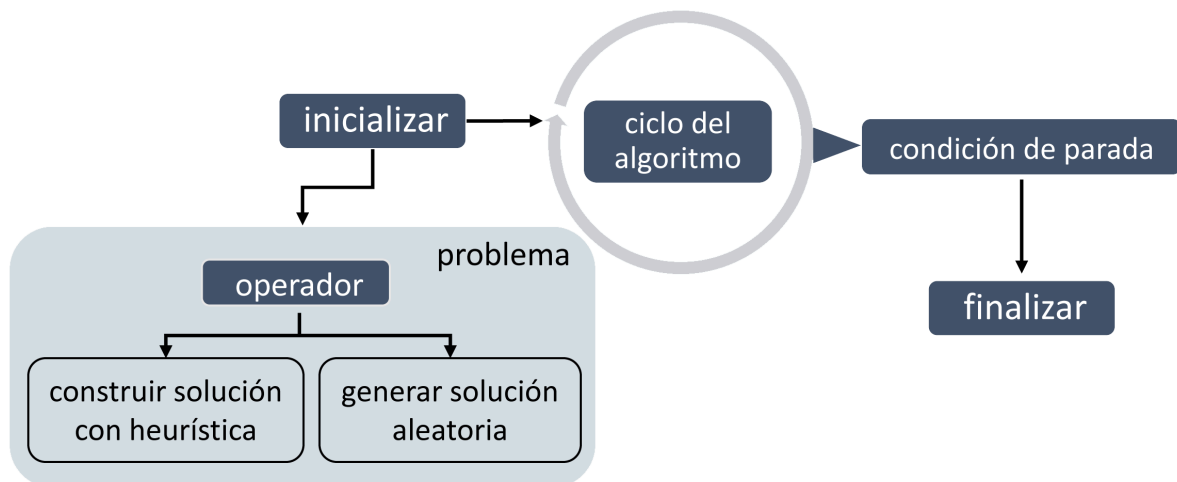 inicializar
ciclo del
algoritmo
condición de parada
finalizar
problema
operador
construir solución
con heurística
generar solución
aleatoria